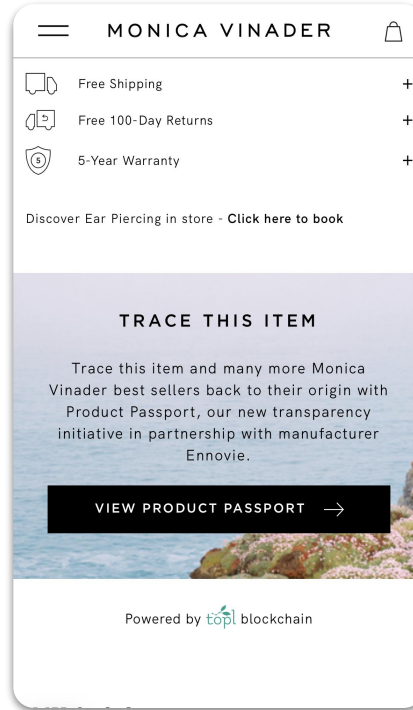 MONICA VINADER
Free Shipping +
Free 100-Day Returns +
5 5-Year Warranty +
Discover Ear Piercing in store - Click here to book
TRACE THIS ITEM
Trace this item and many more Monica
Vinader best sellers back to their origin with
Product Passport, our new transparency
initiative in partnership with manufacturer
Ennovie.
VIEW PRODUCT PASSPORT →
Powered by topl blockchain